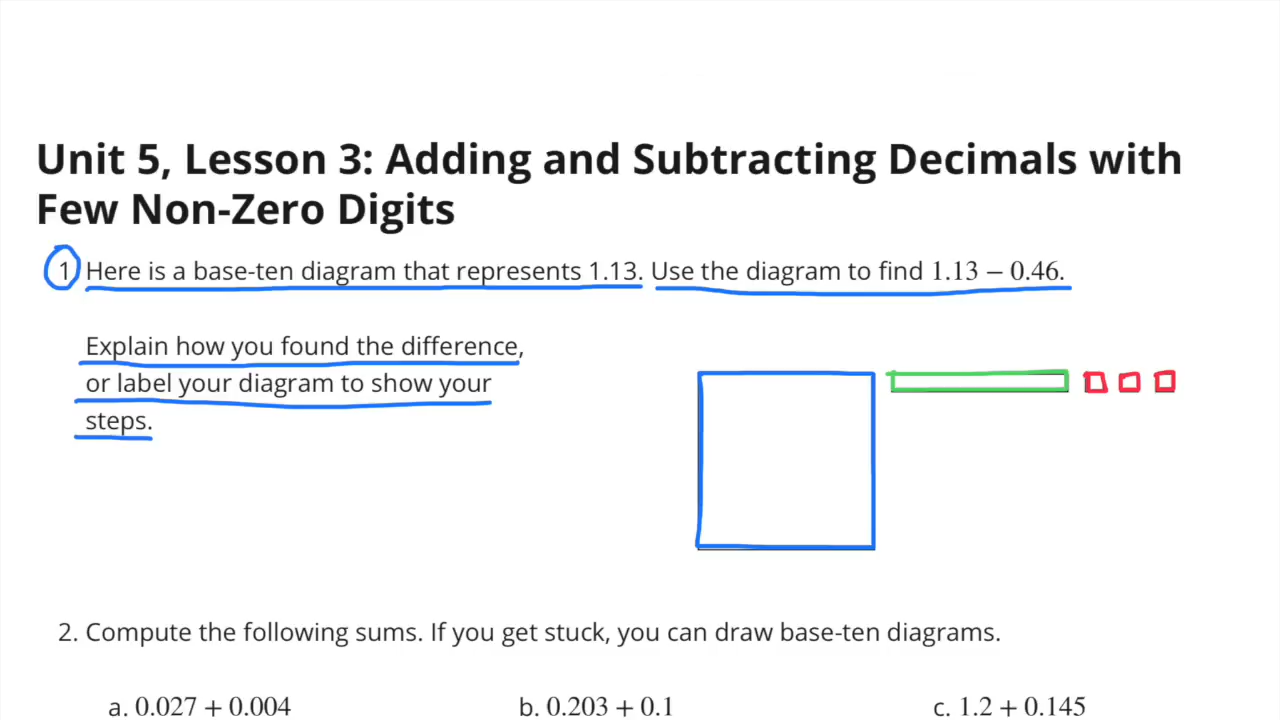 Unit 5, Lesson 3: Adding and Subtracting Decimals with
Few Non-Zero Digits
1. Here is a base-ten diagram that represents 1.13. Use the diagram to find 1.13 − 0.46.
Explain how you found the difference,
or label your diagram to show your
steps.
2. Compute the following sums. If you get stuck, you can draw base-ten diagrams.
a. 0.027 + 0.004 b. 0.203 + 0.1 c. 1.2 + 0.145